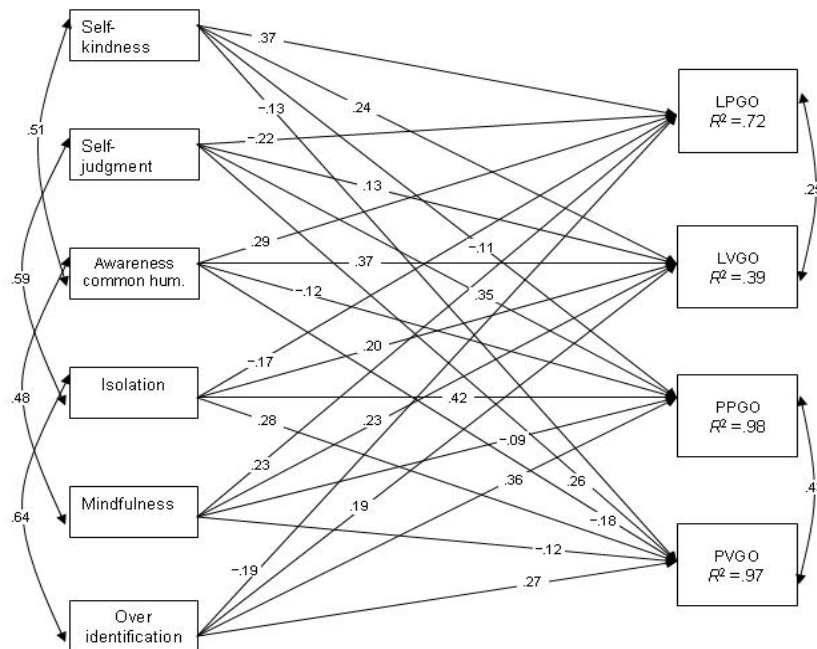 Self-
kindness
.37
−.13
.24
LPGO
R² =.72
.51
Self-
judgment
−.22
.13
.29
.37
−.11
LVGO
R² =.39
.59
Awareness
common hum.
−.12
.35
−.17
.20
Isolation
.42
.28
.23
−.09
PPGO
R² =.98
.48
.23
.36
.26
Mindfulness
.19
−.18
.64
−.19
−.12
.27
PVGO
R² =.97
Over
identification